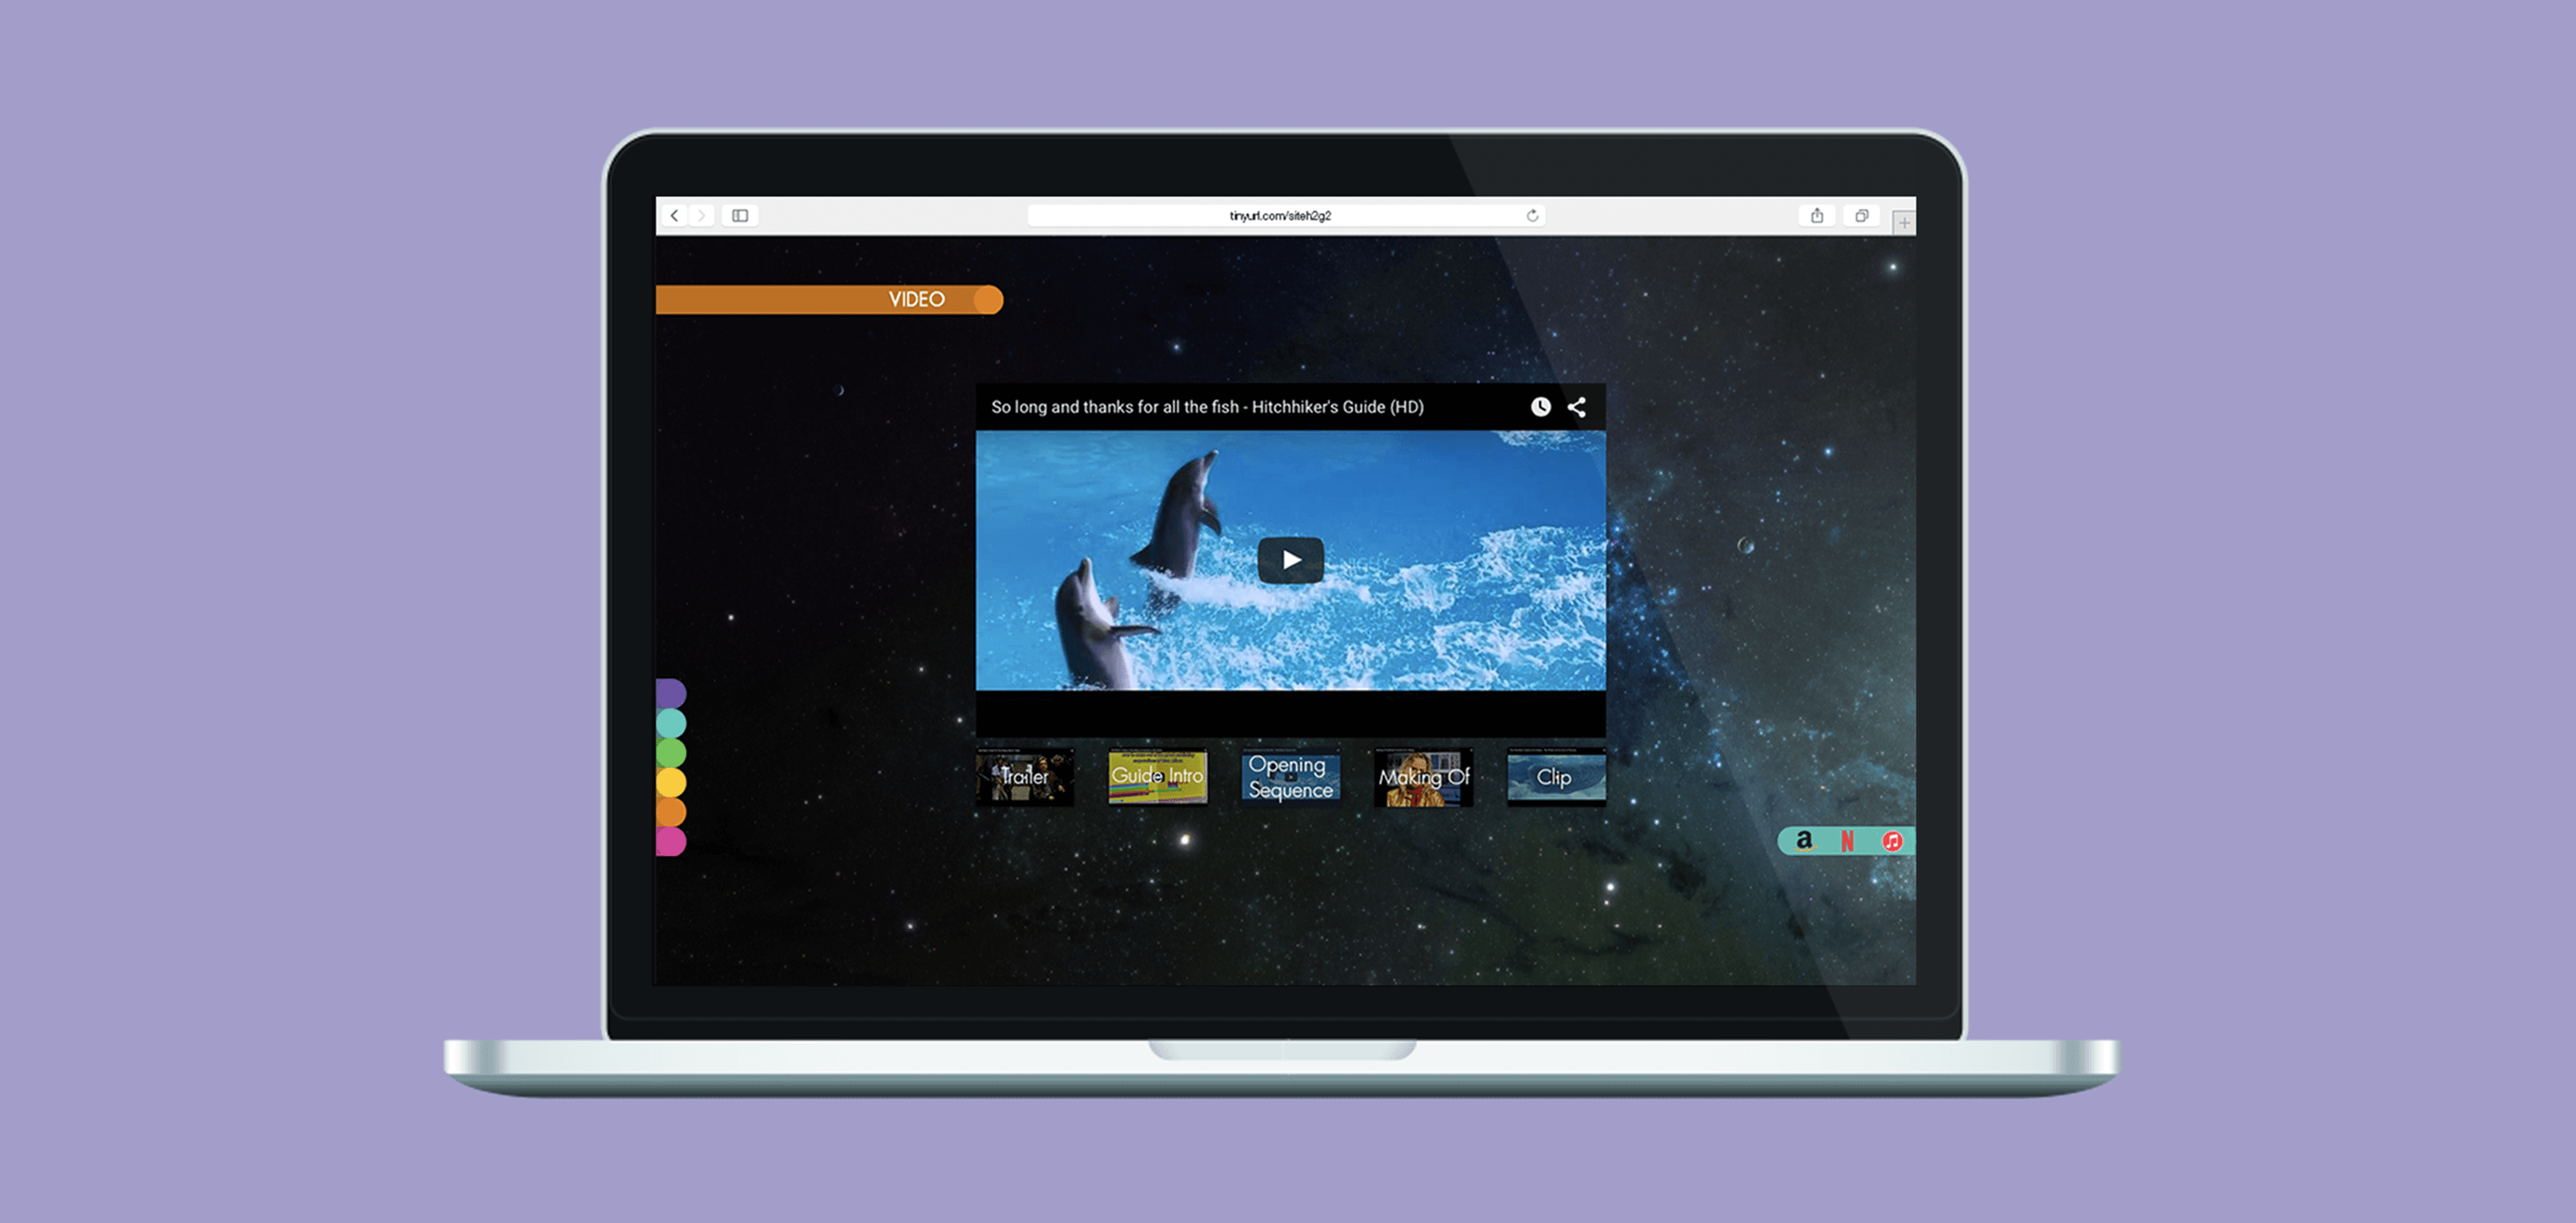 tinyurl.com/siteh2g2
VIDEO
So long and thanks for all the fish - Hitchhiker's Guide (HD)
Trailer
Guide Intro
Opening
Sequence
Making Of
Clip
a
N